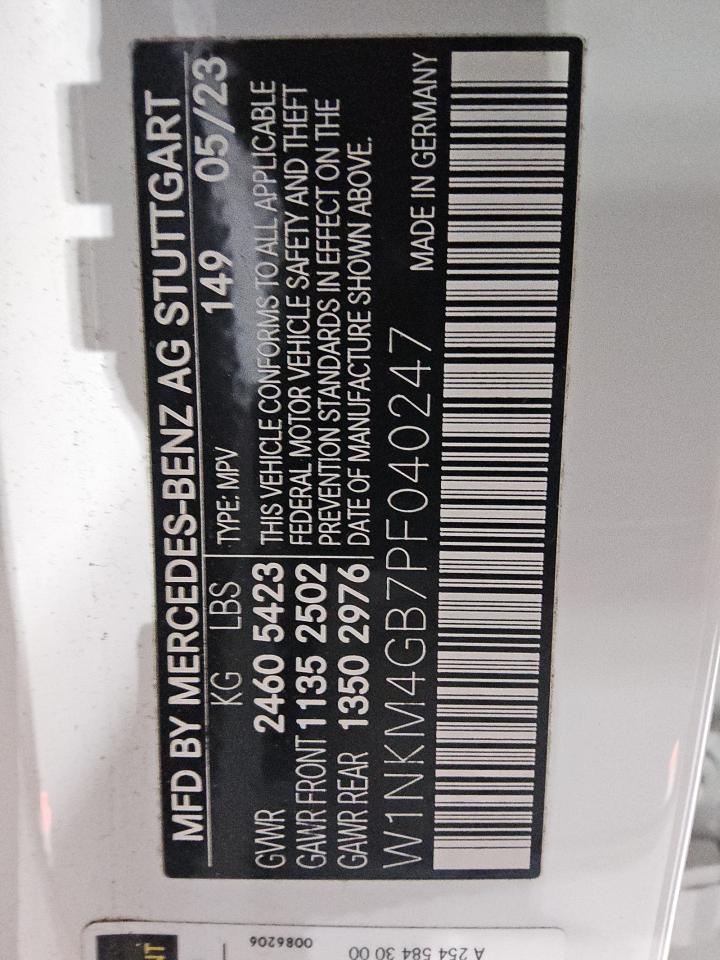 MFD BY MERCEDES-BENZ AG STUTTGART
KG LBS TYPE: MPV 149 05/23
GVWR 2460 5423 THIS VEHICLE CONFORMS TO ALL APPLICABLE
GAWR FRONT 1135 2502 FEDERAL MOTOR VEHICLE SAFETY AND THEFT
GAWR REAR 1350 2976 PREVENTION STANDARDS IN EFFECT ON THE
DATE OF MANUFACTURE SHOWN ABOVE.
W1NKM4GB7PF040247 MADE IN GERMANY
A 254 584 30 00
0086206
NT